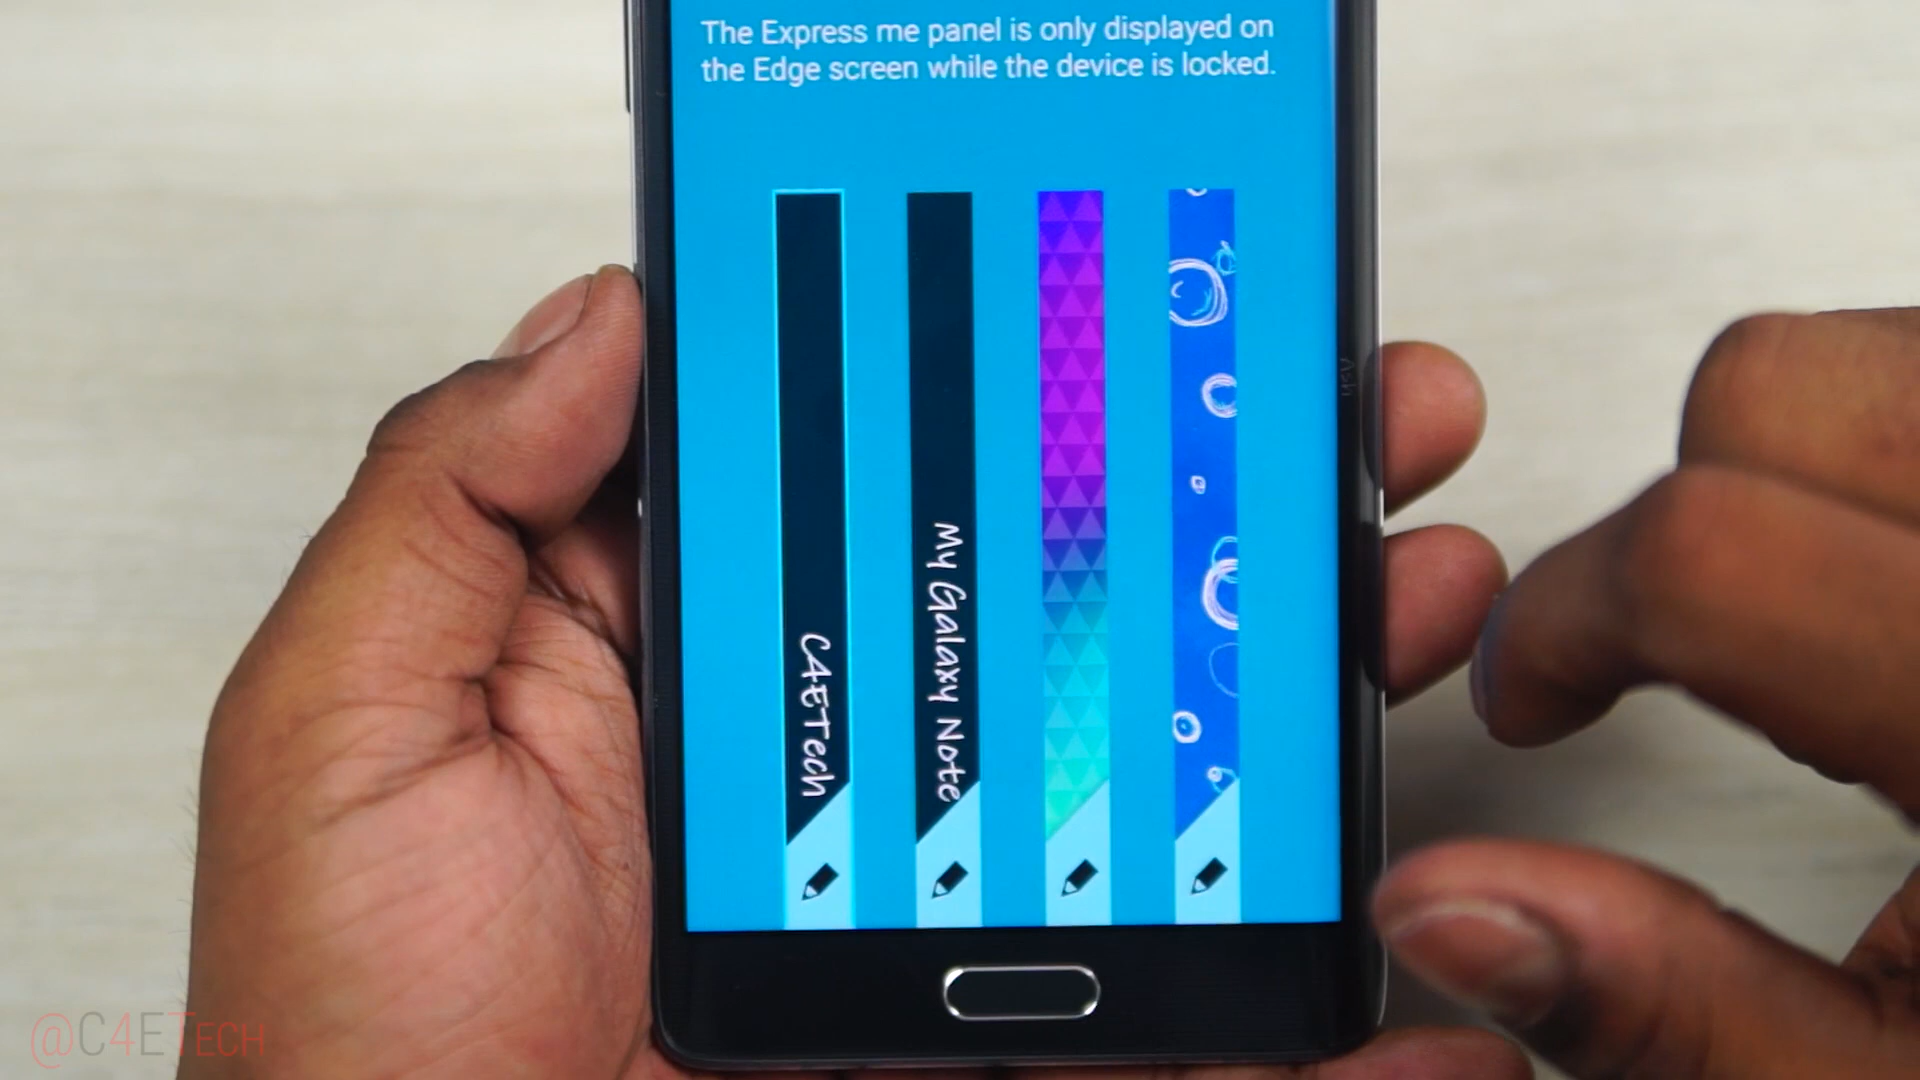 The Express me panel is only displayed on
the Edge screen while the device is locked.
C4ETech
My Galaxy Note
Ash
@C4ETECH